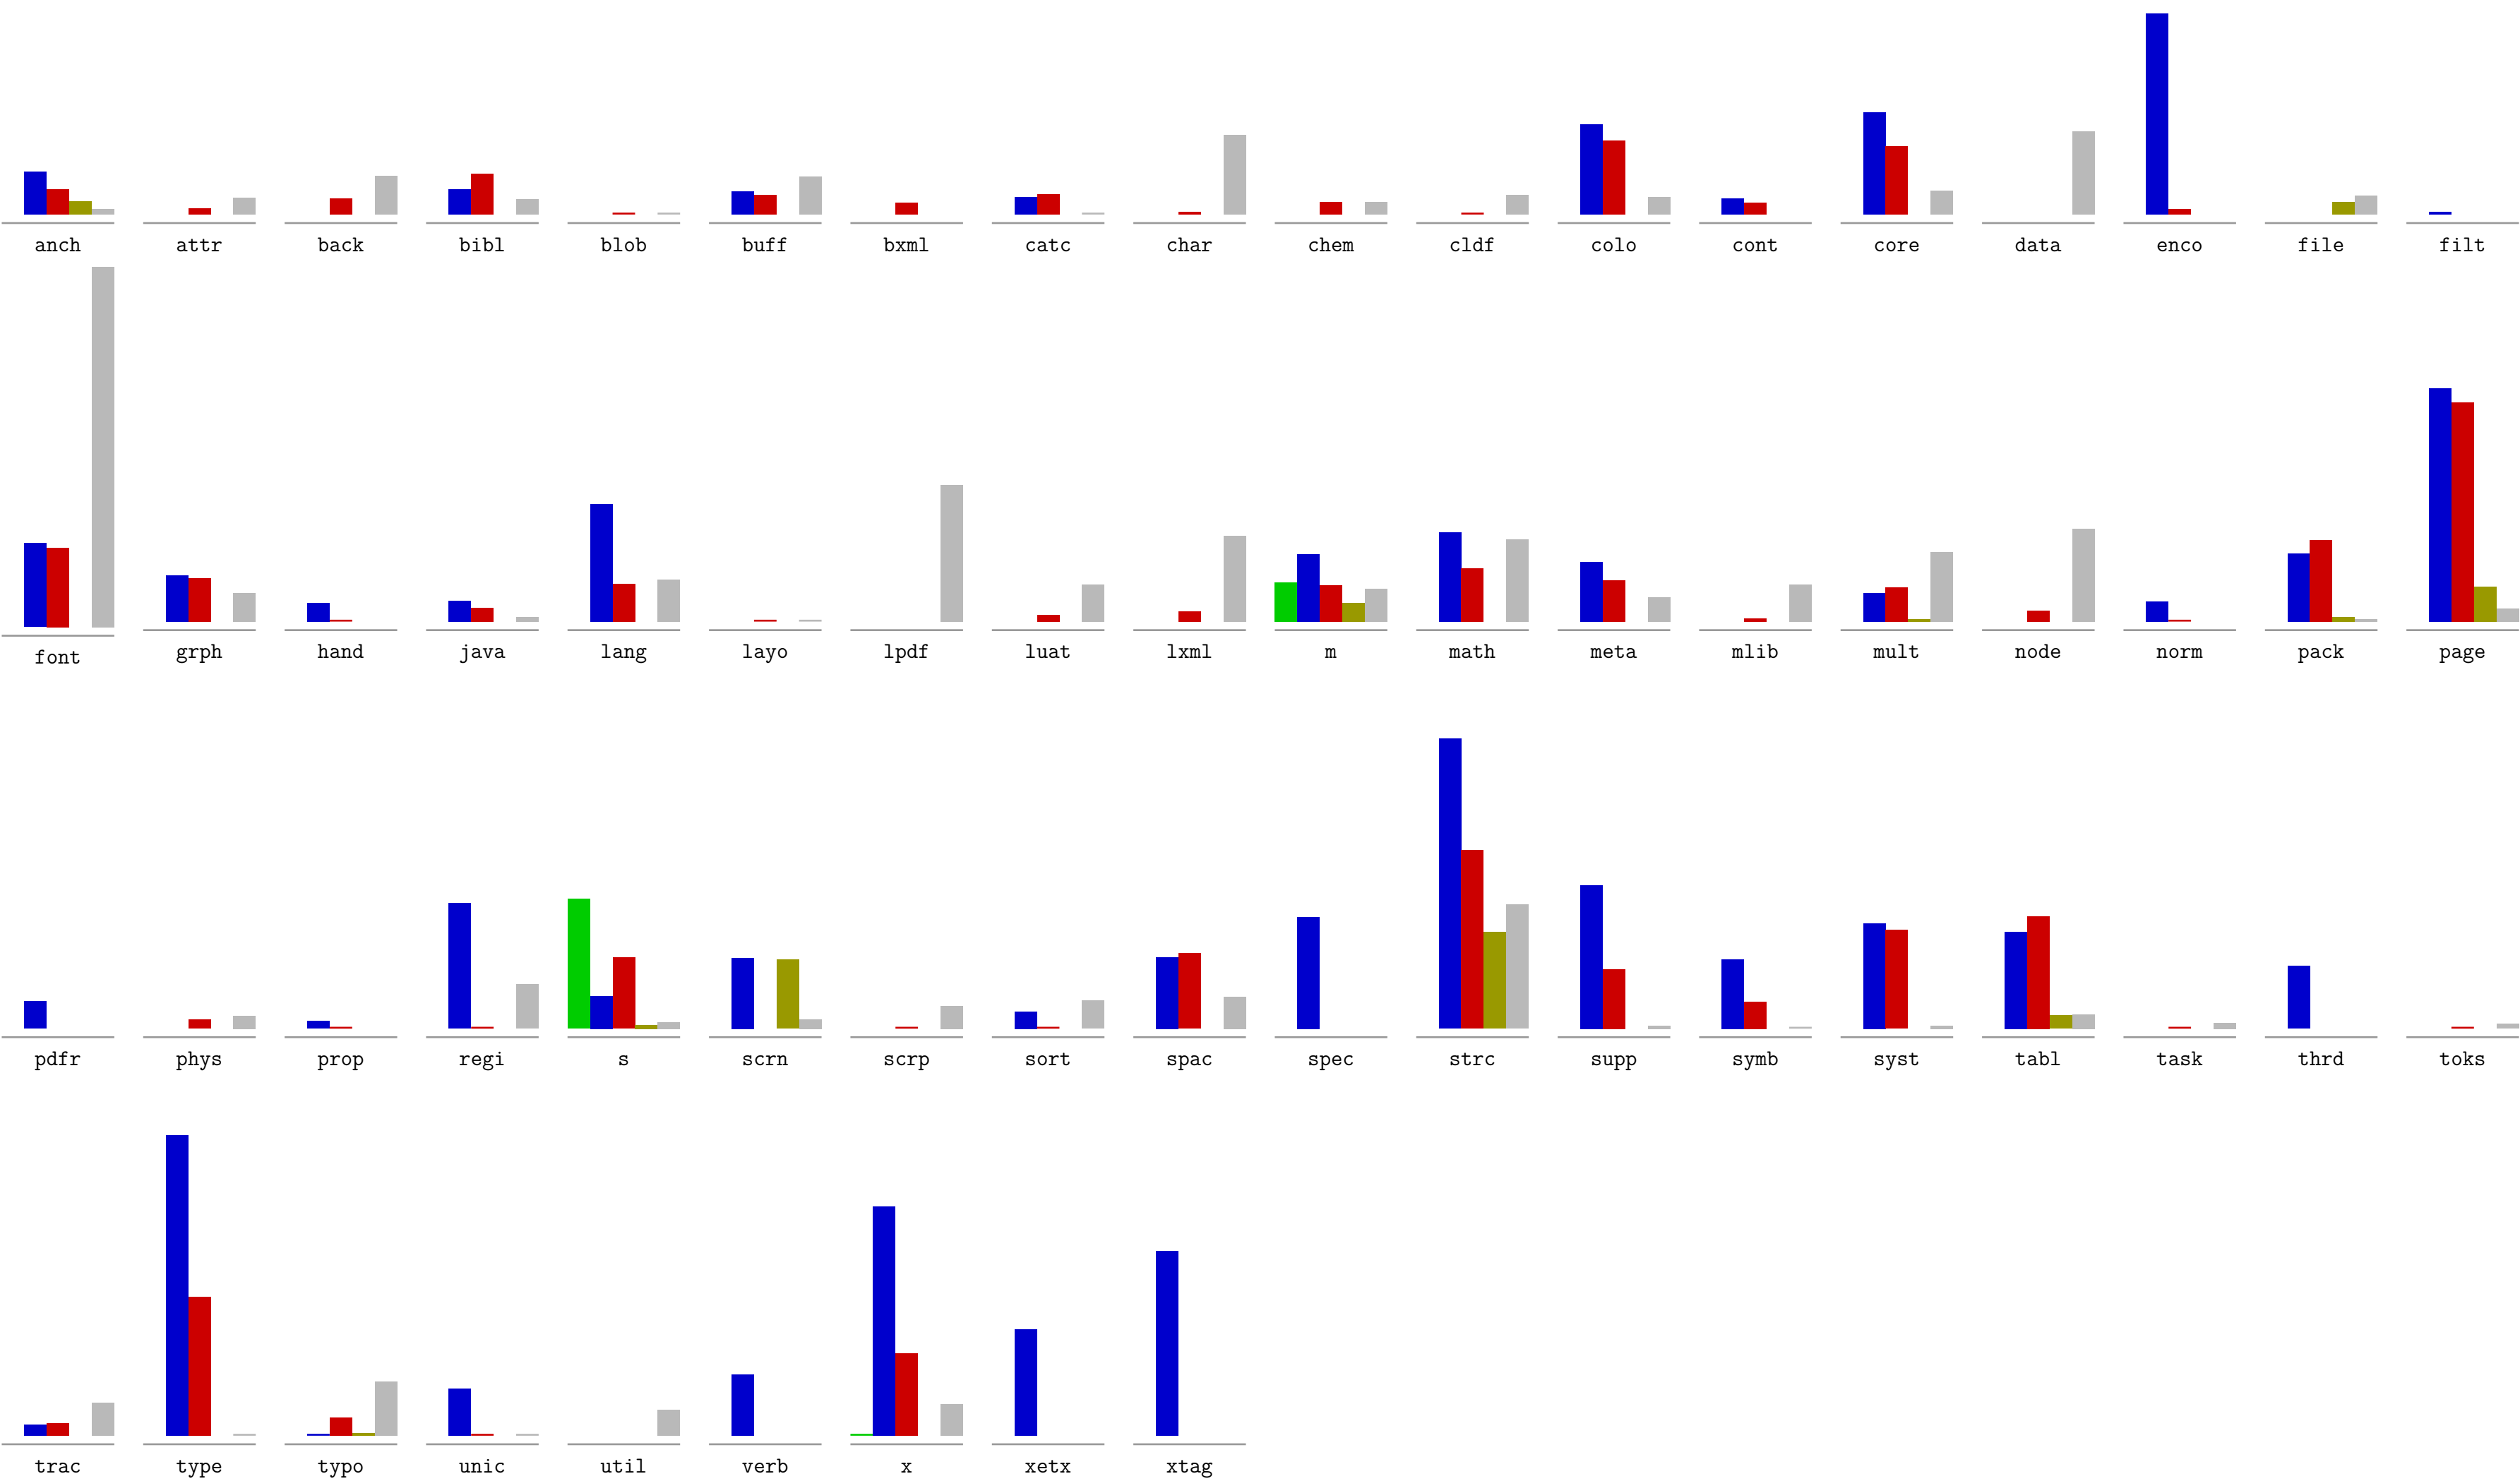 anch attr back bibl blob buff bxml catc char chem cldf colo cont core data enco file filt
font grph hand java lang layo lpdf luat lxml m math meta mlib mult node norm pack page
pdfr phys prop regi s scrn scrp sort spac spec strc supp symb syst tabl task thrd toks
trac type typo unic util verb x xetx xtag